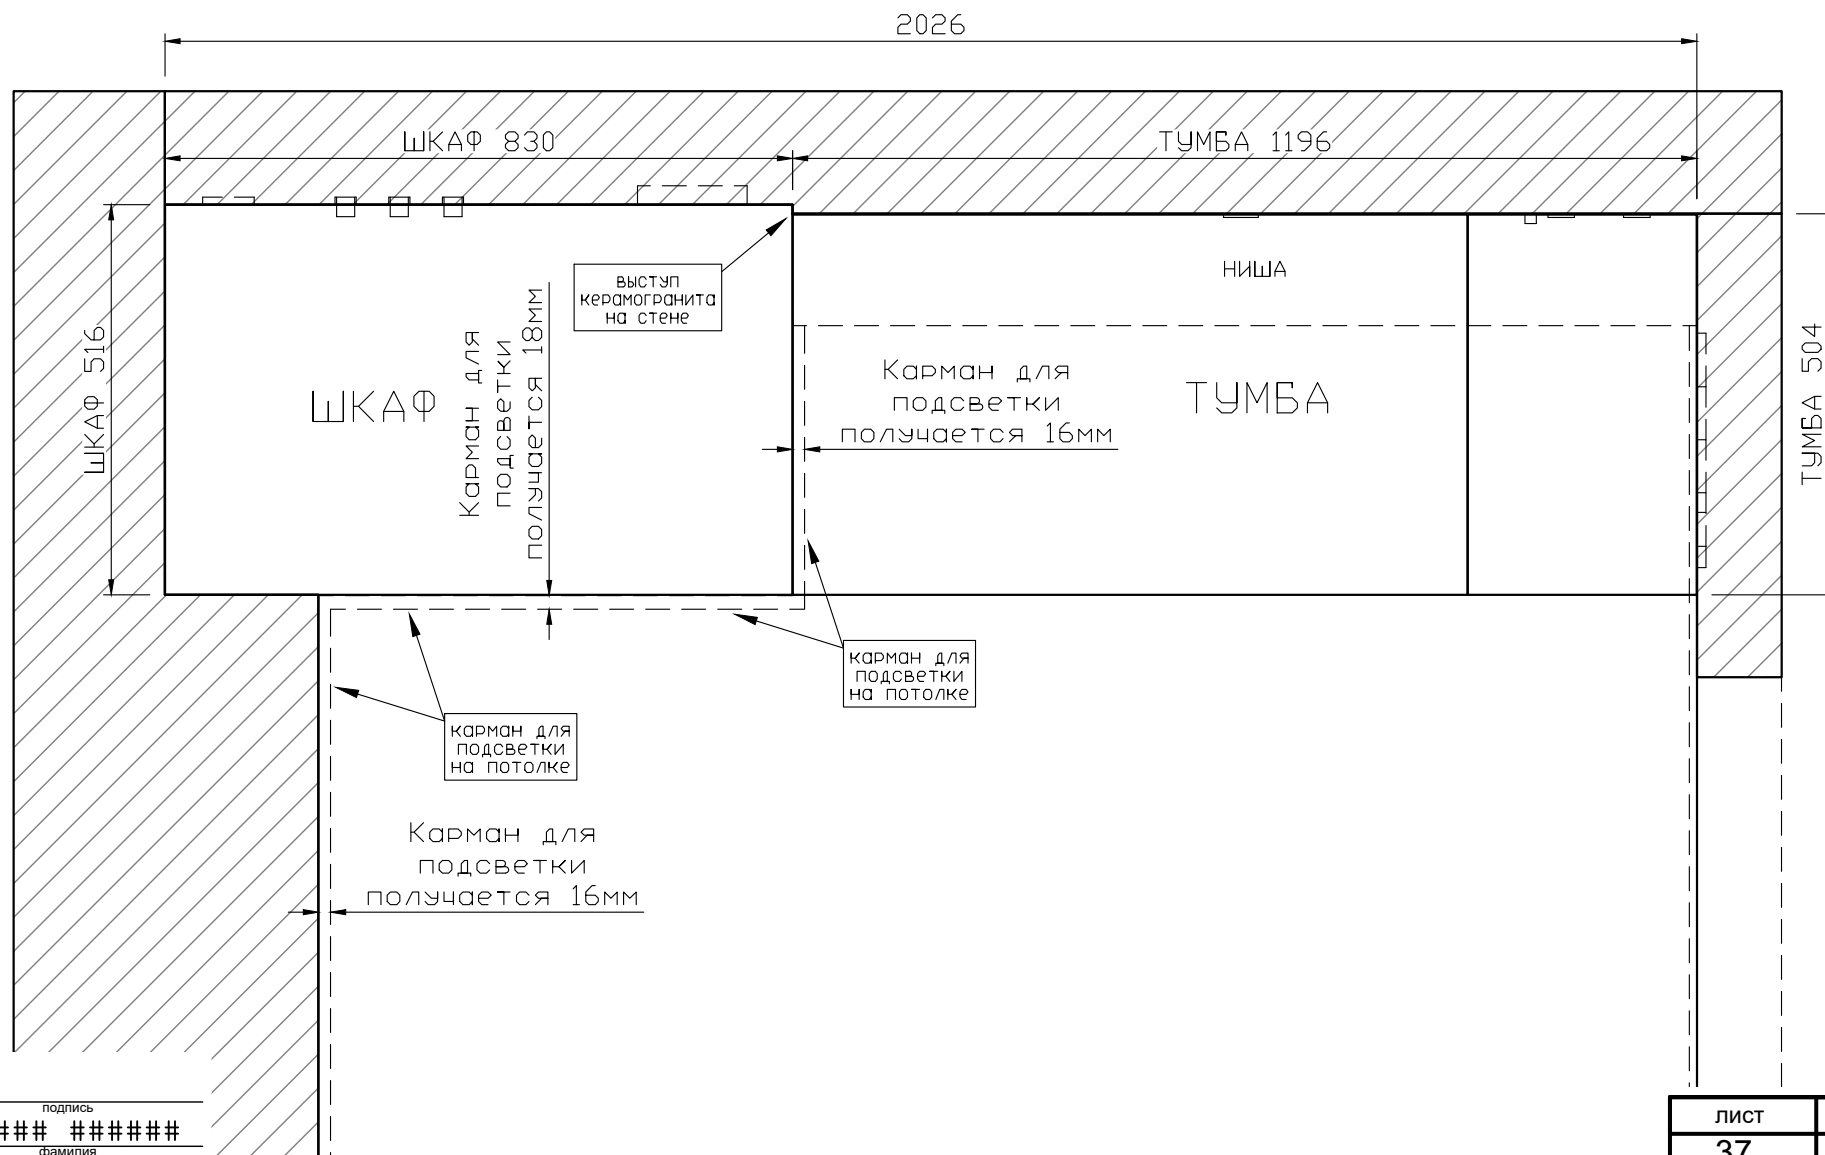 2026
ШКАФ 830
ТУМБА 1196
ШКАФ 516
выступ
керамогранита
на стене
Карман для
подсветки
получается 18мм
НИША
ШКАФ
Карман для
подсветки
получается 16мм
ТУМБА
ТУМБА 504
карман для
подсветки
на потолке
карман для
подсветки
на потолке
Карман для
подсветки
получается 16мм
подпись
### ######
фамилия
лист
37